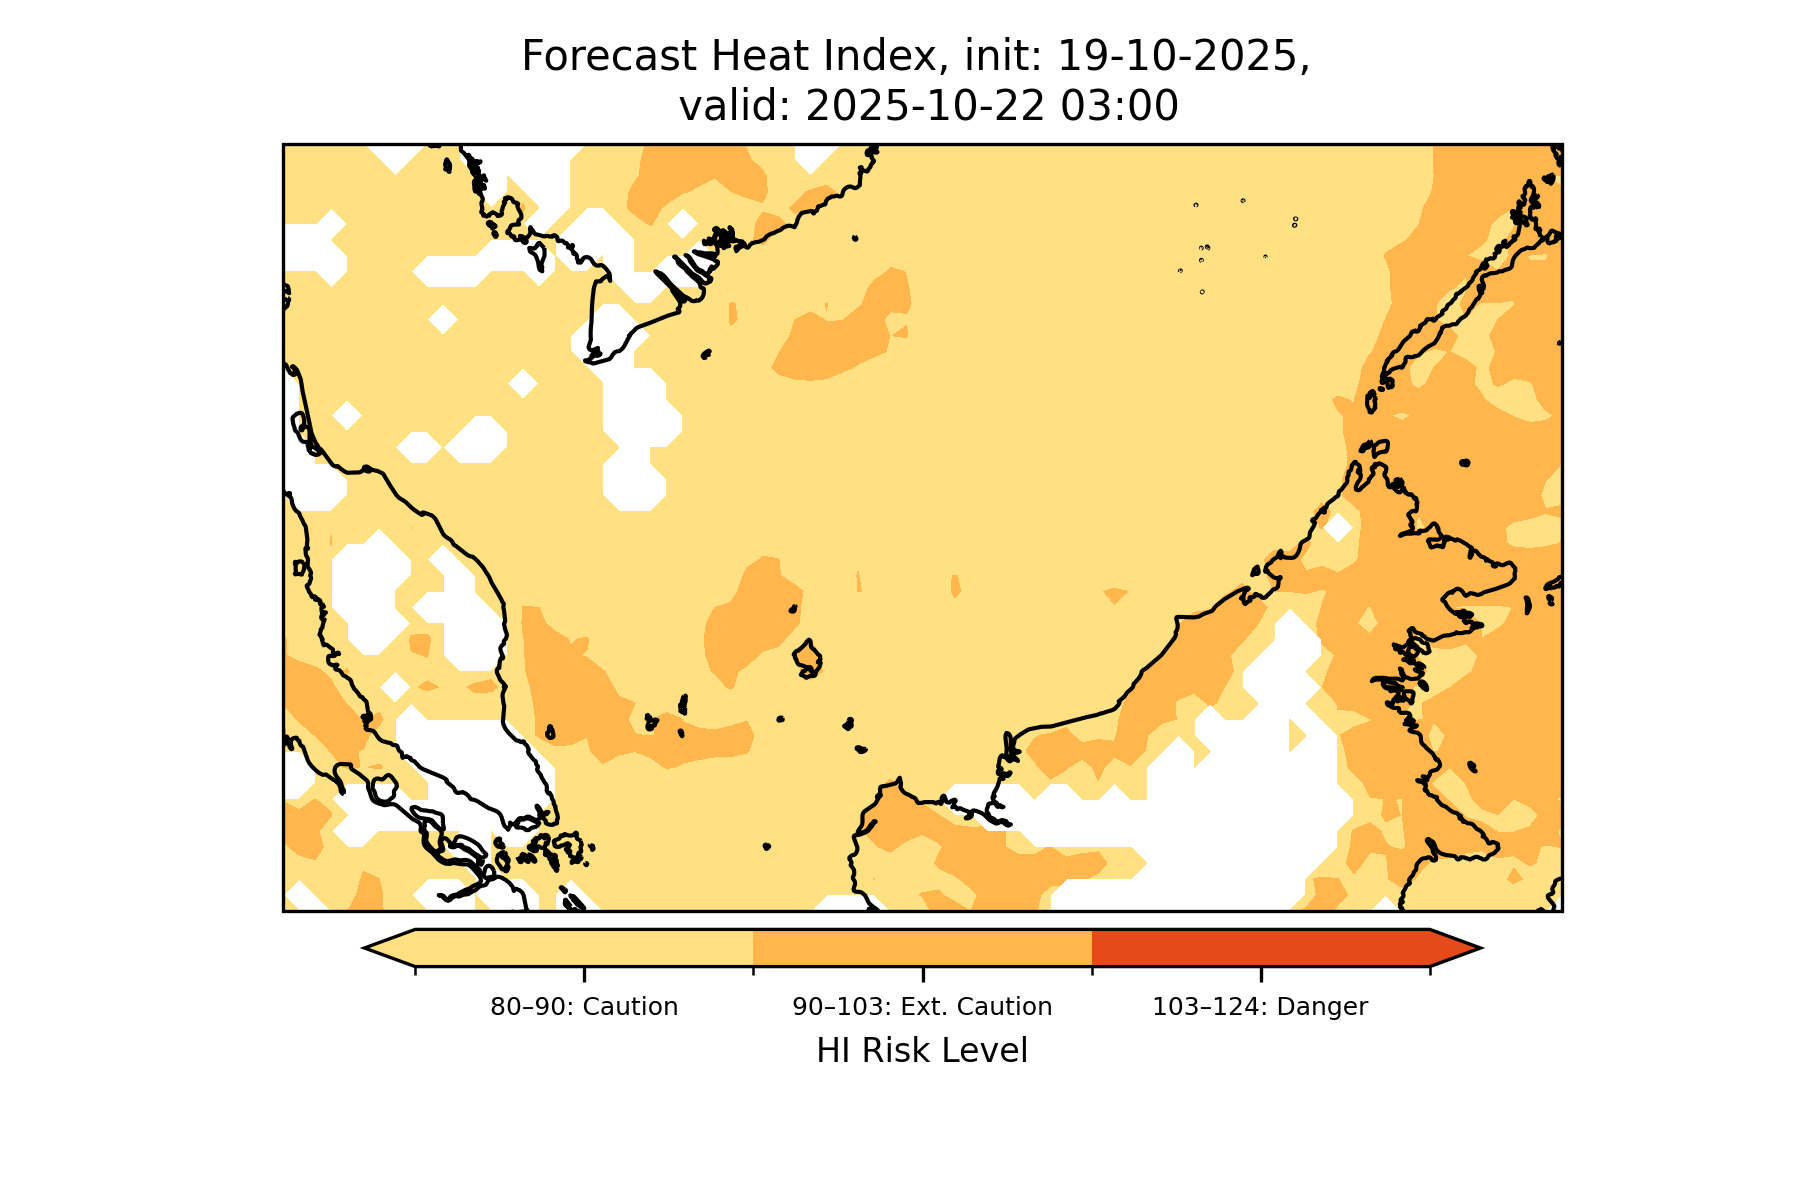 Forecast Heat Index, init: 19-10-2025,
valid: 2025-10-22 03:00
80–90: Caution
90–103: Ext. Caution
103–124: Danger
HI Risk Level